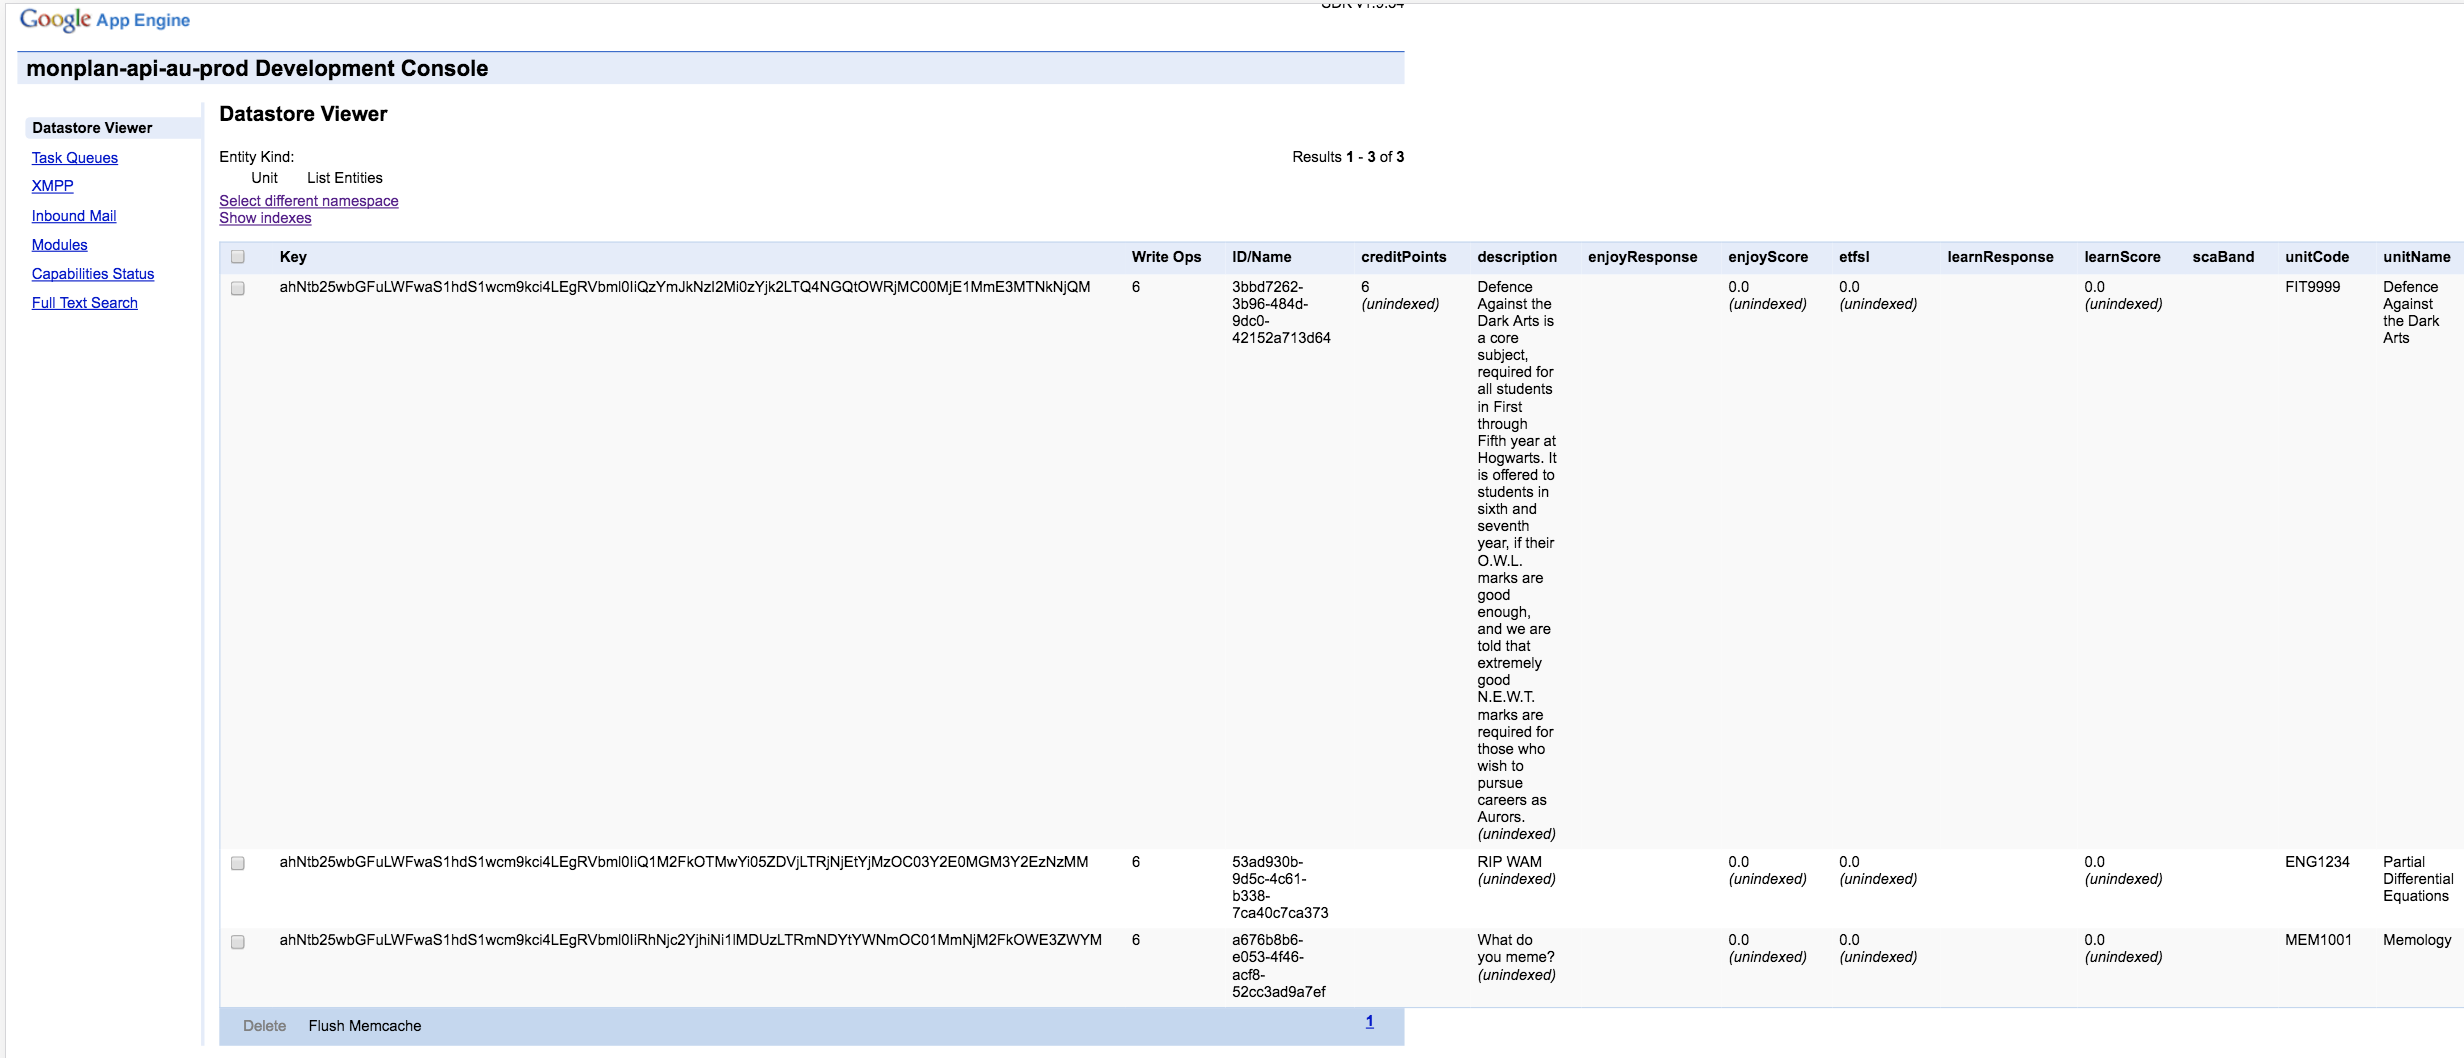 Google App Engine
monplan-api-au-prod Development Console
Datastore Viewer
Task Queues
XMPP
Inbound Mail
Modules
Capabilities Status
Full Text Search
Datastore Viewer
Entity Kind:
Results 1 - 3 of 3
Unit List Entities
Select different namespace
Show indexes
Key Write Ops ID/Name creditPoints description enjoyResponse enjoyScore etfsl learnResponse learnScore scaBand unitCode unitName
6 3bbd7262- 6 Defence 0.0 0.0 0.0 FIT9999 Defence
3b96-484d- (unindexed) Against the (unindexed) (unindexed) (unindexed) Against
9dc0- Dark Arts is the Dark
42152a713d64 a core Arts
subject,
required for
all students
in First
through
Fifth year at
Hogwarts. It
is offered to
students in
sixth and
seventh
year, if their
O.W.L.
marks are
good
enough,
and we are
told that
extremely
good
N.E.W.T.
marks are
required for
those who
wish to
pursue
careers as
Aurors.
(unindexed)
6 53ad930b- RIP WAM 0.0 0.0 0.0 ENG1234 Partial
9d5c-4c61- (unindexed) (unindexed) (unindexed) (unindexed) Differential
b338- Equations
7ca40c7ca373
6 a676b8b6- What do 0.0 0.0 0.0 MEM1001 Memology
e053-4f46- you meme? (unindexed) (unindexed) (unindexed)
acf8- (unindexed)
52cc3ad9a7ef
Delete Flush Memcache 1